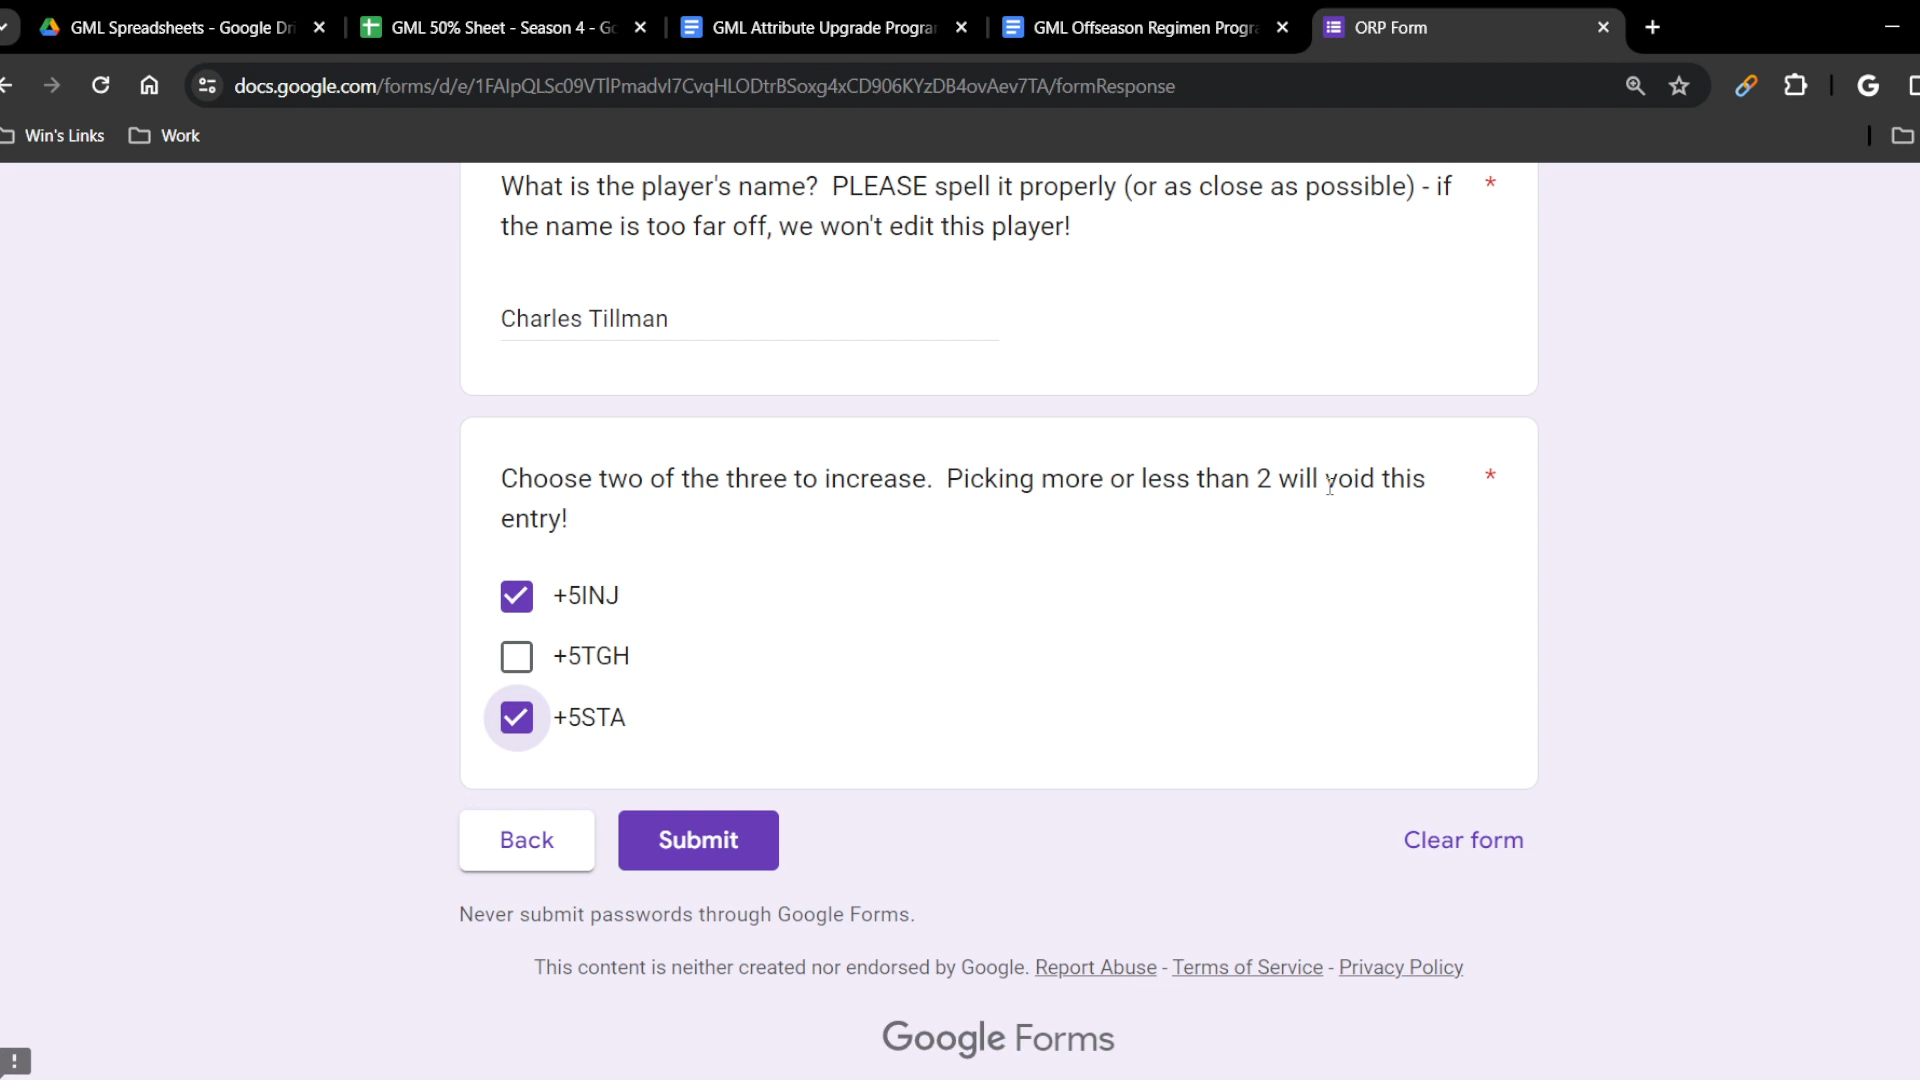 GML Spreadsheets - Google Dri
GML 50% Sheet - Season 4 - Go
GML Attribute Upgrade Program
GML Offseason Regimen Progra
ORP Form
docs.google.com/forms/d/e/1FAIpQLSc09VTlPmadvI7CvqHLODtrBSoxg4xCD906KYzDB4ovAev7TA/formResponse
Win's Links
Work
What is the player's name? PLEASE spell it properly (or as close as possible) - if *
the name is too far off, we won't edit this player!
Charles Tillman
Choose two of the three to increase. Picking more or less than 2 will void this *
entry!
+5INJ
+5TGH
+5STA
Back
Submit
Clear form
Never submit passwords through Google Forms.
This content is neither created nor endorsed by Google. Report Abuse - Terms of Service - Privacy Policy
Google Forms